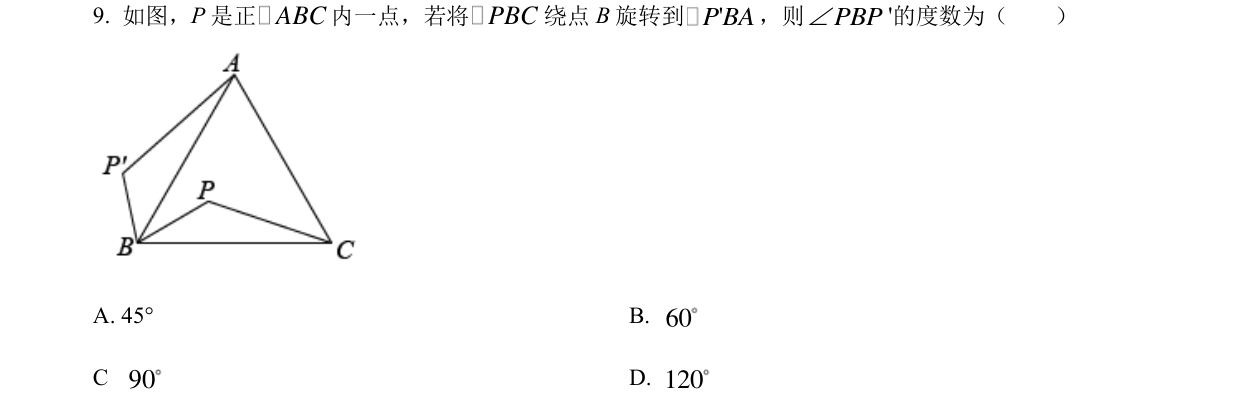 9. 如图，P 是正□ABC 内一点，若将□PBC 绕点 B 旋转到□P'BA，则∠PBP '的度数为（　　）
A
P'
P
B
C
A. 45°
B. 60°
C 90°
D. 120°